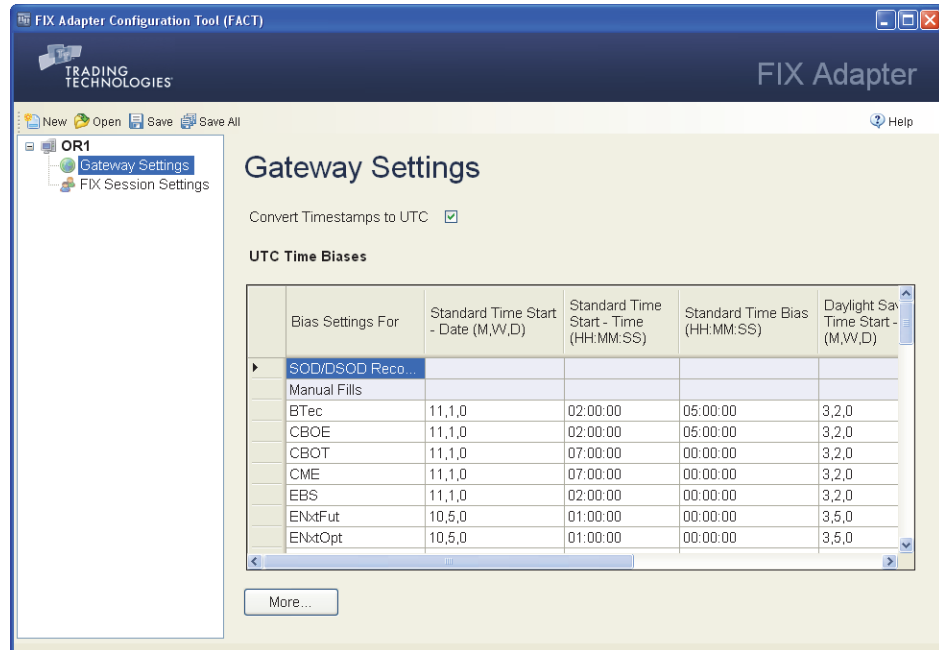 FIX Adapter Configuration Tool (FACT)
TRADING
TECHNOLOGIES
FIX Adapter
New Open Save Save All Help
OR1
Gateway Settings
FIX Session Settings
Gateway Settings
Convert Timestamps to UTC
UTC Time Biases
Bias Settings For
Standard Time Start
- Date (M,W,D)
Standard Time
Start - Time
(HH:MM:SS)
Standard Time Bias
(HH:MM:SS)
Daylight Sav
Time Start -
(M,W,D)
SOD/DSOD Reco...
Manual Fills
BTec 11,1,0 02:00:00 05:00:00 3,2,0
CBOE 11,1,0 02:00:00 05:00:00 3,2,0
CBOT 11,1,0 07:00:00 00:00:00 3,2,0
CME 11,1,0 07:00:00 00:00:00 3,2,0
EBS 11,1,0 02:00:00 00:00:00 3,2,0
ENxtFut 10,5,0 01:00:00 00:00:00 3,5,0
ENxtOpt 10,5,0 01:00:00 00:00:00 3,5,0
More...